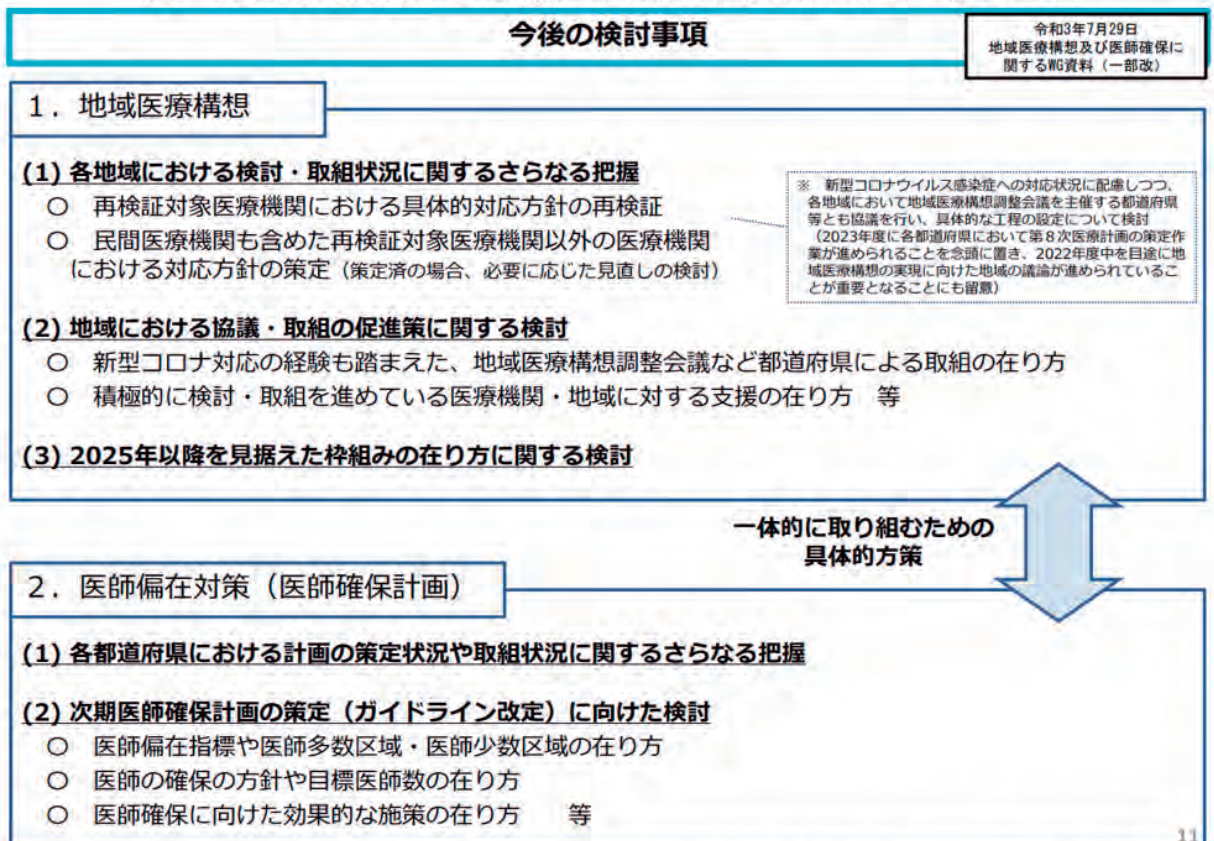 今後の検討事項
令和3年7月29日
地域医療構想及び医師確保に
関するWG資料（一部改）
１．地域医療構想
(1) 各地域における検討・取組状況に関するさらなる把握
○　再検証対象医療機関における具体的対応方針の再検証
○　民間医療機関も含めた再検証対象医療機関以外の医療機関
における対応方針の策定（策定済の場合、必要に応じた見直しの検討）
※　新型コロナウイルス感染症への対応状況に配慮しつつ、
各地域において地域医療構想調整会議を主催する都道府県
等とも協議を行い、具体的な工程の設定について検討
（2023年度に各都道府県において第８次医療計画の策定作
業が進められることを念頭に置き、2022年度中を目途に地
域医療構想の実現に向けた地域の議論が進められているこ
とが重要となることにも留意）
(2) 地域における協議・取組の促進策に関する検討
○　新型コロナ対応の経験も踏まえた、地域医療構想調整会議など都道府県による取組の在り方
○　積極的に検討・取組を進めている医療機関・地域に対する支援の在り方　等
(3) 2025年以降を見据えた枠組みの在り方に関する検討
一体的に取り組むための
具体的方策
２．医師偏在対策（医師確保計画）
(1) 各都道府県における計画の策定状況や取組状況に関するさらなる把握
(2) 次期医師確保計画の策定（ガイドライン改定）に向けた検討
○　医師偏在指標や医師多数区域・医師少数区域の在り方
○　医師の確保の方針や目標医師数の在り方
○　医師確保に向けた効果的な施策の在り方　　等
11